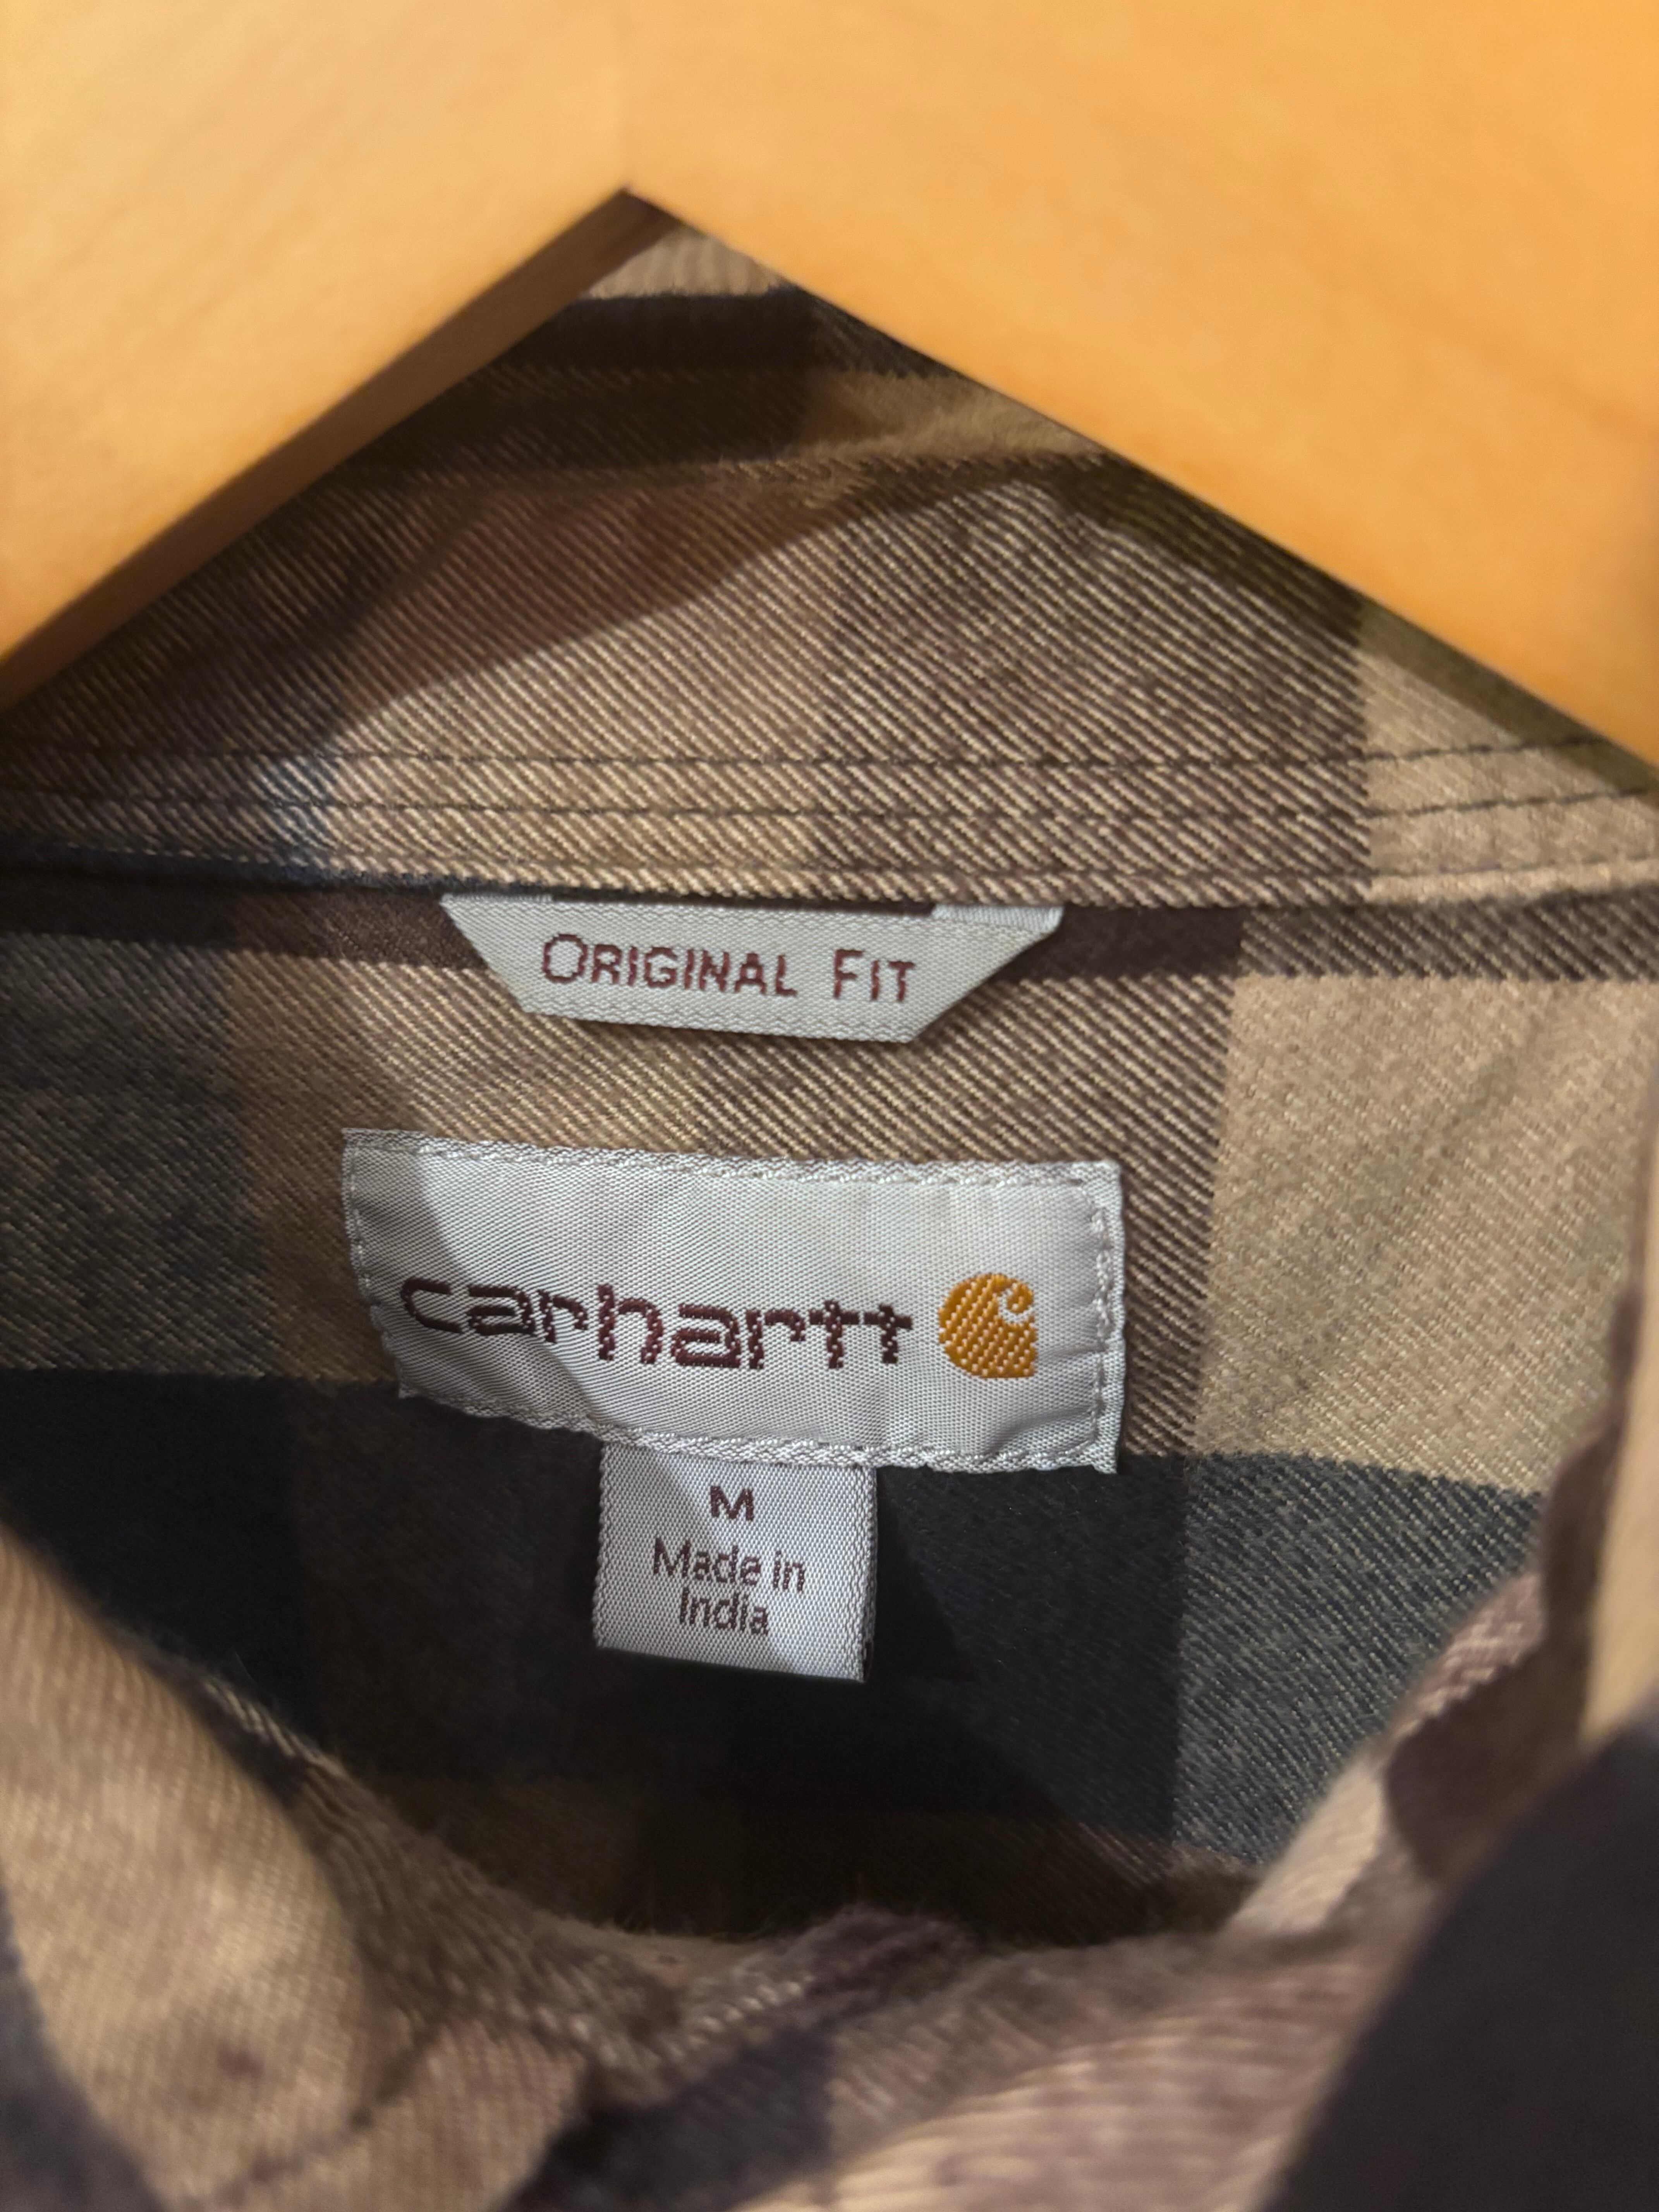 ORIGINAL FIT
carhartt
M
Made in
India